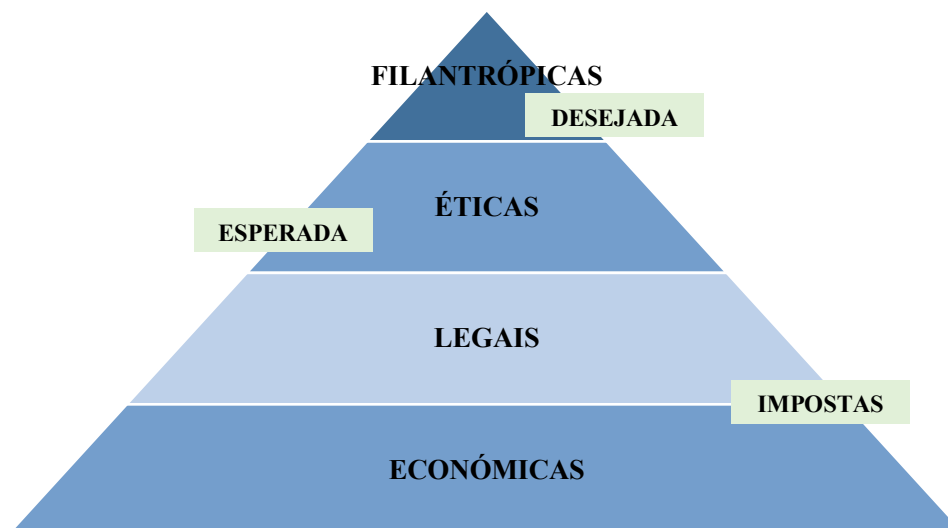 FILANTRÓPICAS
DESEJADA
ÉTICAS
ESPERADA
LEGAIS
IMPOSTAS
ECONÓMICAS